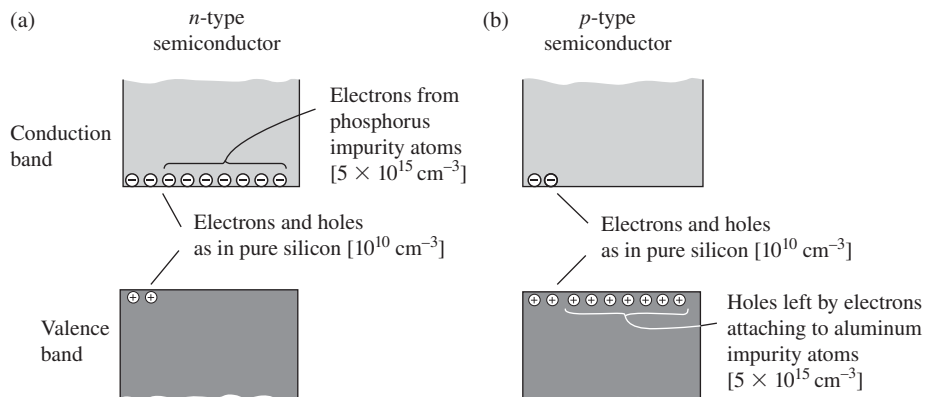 (a)
n-type
semiconductor
Conduction
band
Electrons from
phosphorus
impurity atoms
[5 × 10¹⁵ cm⁻³]
Electrons and holes
as in pure silicon [10¹⁰ cm⁻³]
Valence
band
(b)
p-type
semiconductor
Electrons and holes
as in pure silicon [10¹⁰ cm⁻³]
Holes left by electrons
attaching to aluminum
impurity atoms
[5 × 10¹⁵ cm⁻³]